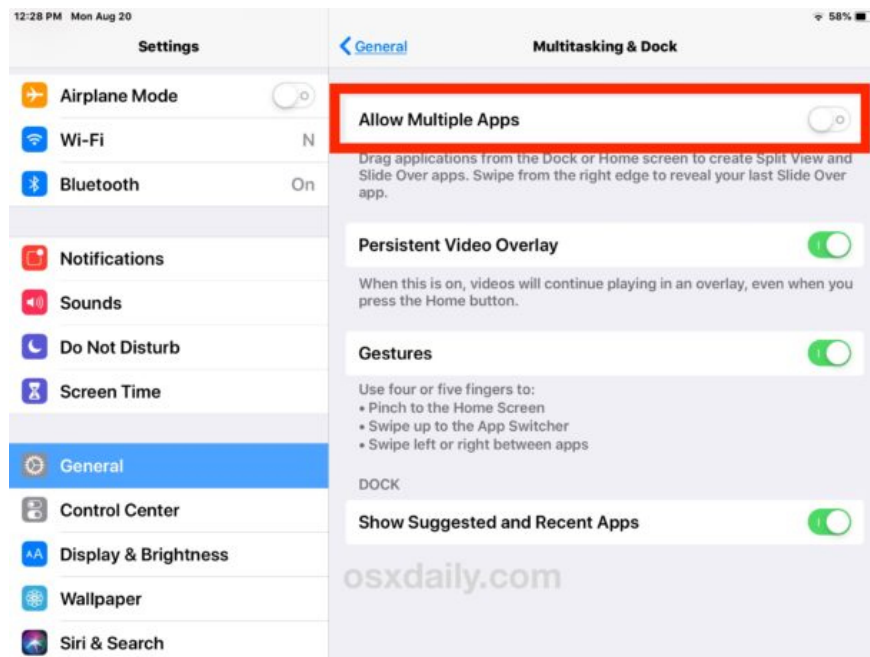 12:28 PM Mon Aug 20
58%
Settings
Airplane Mode
Wi-Fi N
Bluetooth On
Notifications
Sounds
Do Not Disturb
Screen Time
General
Control Center
AA Display & Brightness
Wallpaper
Siri & Search
General
Multitasking & Dock
Allow Multiple Apps
Drag applications from the Dock or Home screen to create Split View and
Slide Over apps. Swipe from the right edge to reveal your last Slide Over
app.
Persistent Video Overlay
When this is on, videos will continue playing in an overlay, even when you
press the Home button.
Gestures
Use four or five fingers to:
• Pinch to the Home Screen
• Swipe up to the App Switcher
• Swipe left or right between apps
DOCK
Show Suggested and Recent Apps
osxdaily.com